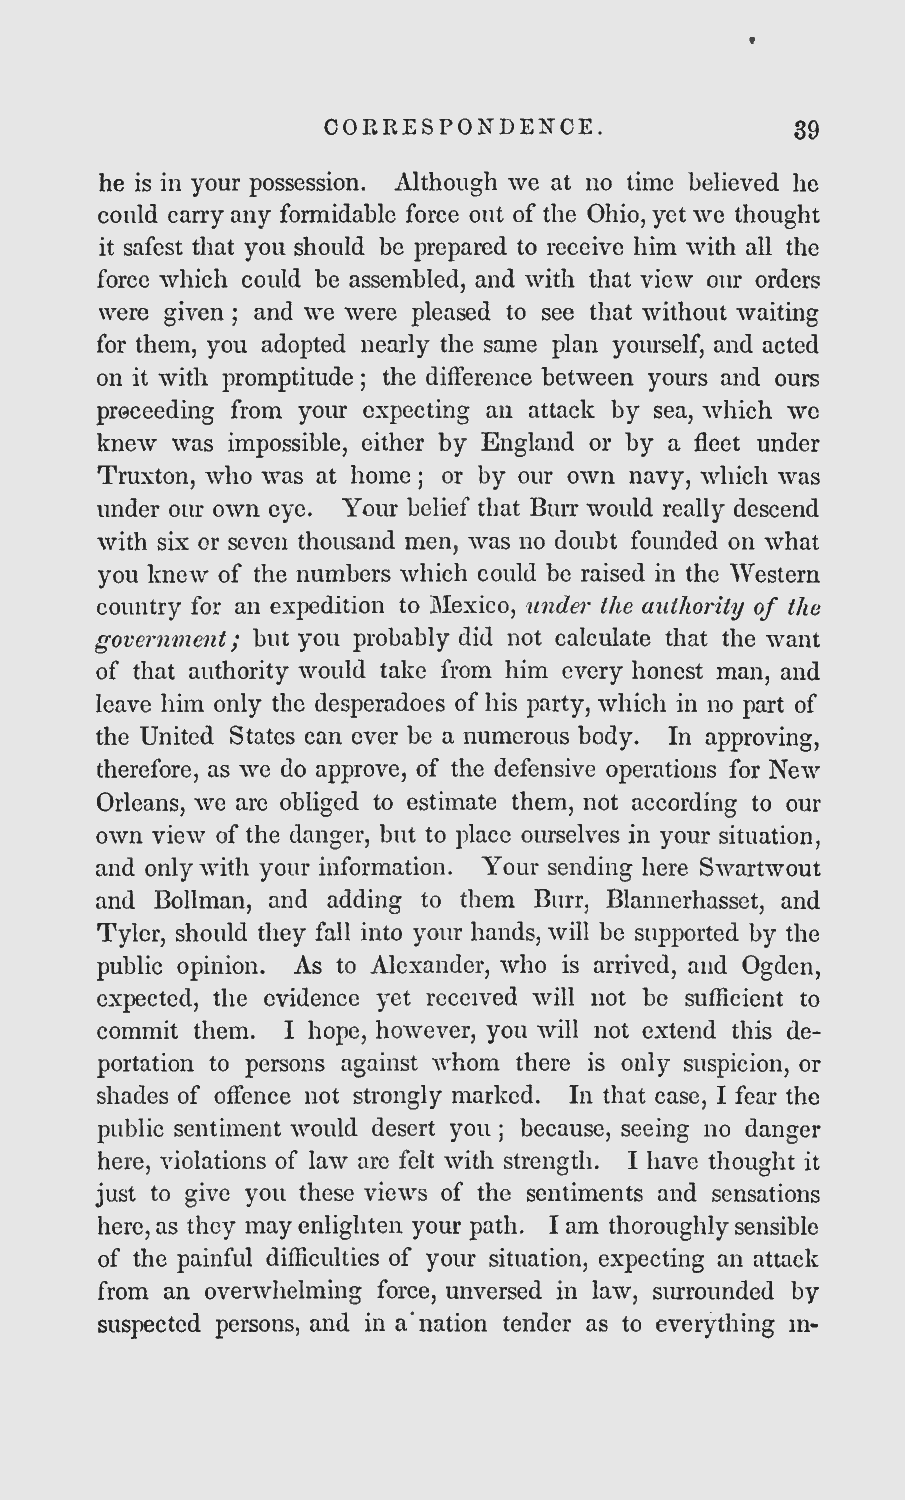 CORRESPONDENCE. 39
he is in your possession. Although we at no time believed he
could carry any formidable force out of the Ohio, yet we thought
it safest that you should be prepared to receive him with all the
force which could be assembled, and with that view our orders
were given ; and we were pleased to see that without waiting
for them, you adopted nearly the same plan yourself, and acted
on it with promptitude ; the difference between yours and ours
proceeding from your expecting an attack by sea, which we
knew was impossible, either by England or by a fleet under
Truxton, who was at home ; or by our own navy, which was
under our own eye. Your belief that Burr would really descend
with six or seven thousand men, was no doubt founded on what
you knew of the numbers which could be raised in the Western
country for an expedition to Mexico, under the authority of the
government ; but you probably did not calculate that the want
of that authority would take from him every honest man, and
leave him only the desperadoes of his party, which in no part of
the United States can ever be a numerous body. In approving,
therefore, as we do approve, of the defensive operations for New
Orleans, we are obliged to estimate them, not according to our
own view of the danger, but to place ourselves in your situation,
and only with your information. Your sending here Swartwout
and Bollman, and adding to them Burr, Blannerhasset, and
Tyler, should they fall into your hands, will be supported by the
public opinion. As to Alexander, who is arrived, and Ogden,
expected, the evidence yet received will not be sufficient to
commit them. I hope, however, you will not extend this de-
portation to persons against whom there is only suspicion, or
shades of offence not strongly marked. In that case, I fear the
public sentiment would desert you ; because, seeing no danger
here, violations of law are felt with strength. I have thought it
just to give you these views of the sentiments and sensations
here, as they may enlighten your path. I am thoroughly sensible
of the painful difficulties of your situation, expecting an attack
from an overwhelming force, unversed in law, surrounded by
suspected persons, and in a nation tender as to everything in-